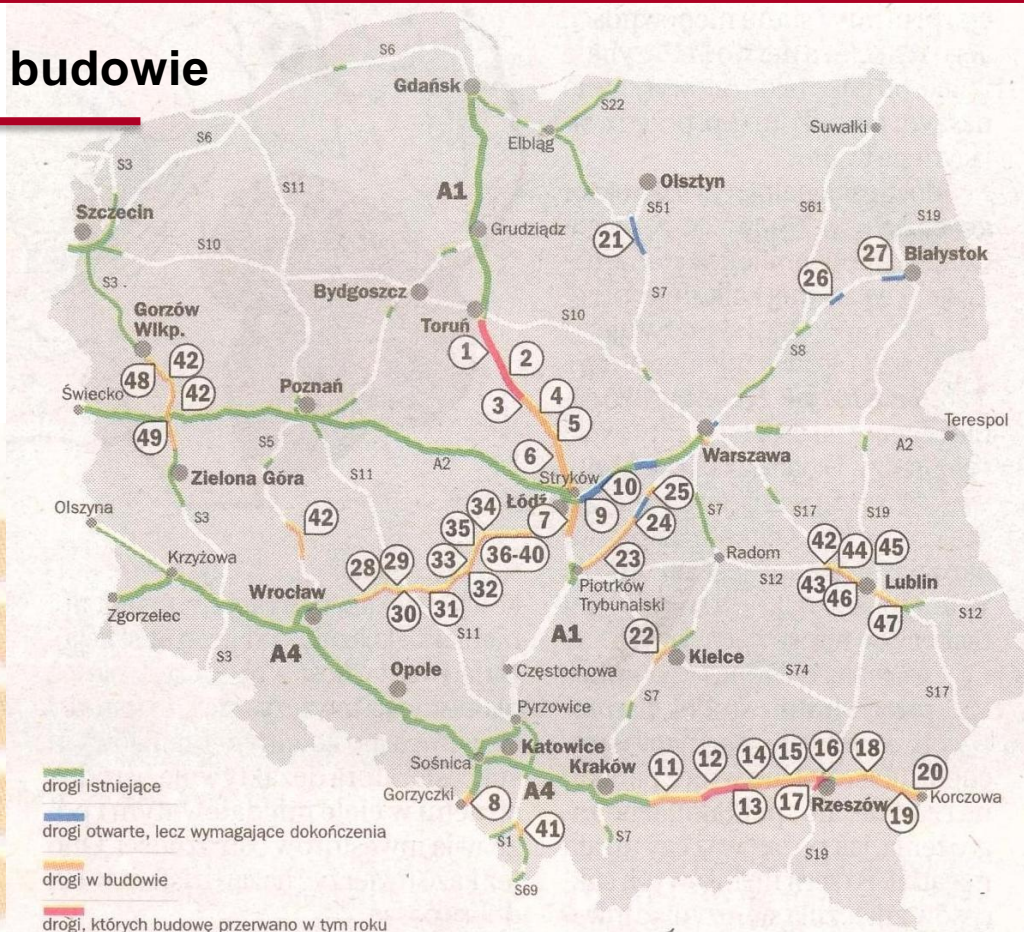 budowie
S6
Gdańsk
S22
Elbląg
Suwałki
S6
S3
S11
A1
Olsztyn
S51
S61
S19
Szczecin
Grudziądz
21
27
Białystok
S10
26
S3
Bydgoszcz
S7
Gorzów
Wlkp.
Toruń
S10
1
2
S8
42
48
42
Świecko
Poznań
3
4
5
Terespol
49
S5
A2
6
Warszawa
A2
Zielona Góra
S11
Stryków
10
25
Olszyna
S3
42
34
Łódź
7
9
24
S7
S17
S19
35
Krzyżowa
28
29
33
36-40
23
Radom
42
44
45
S12
Lublin
Wrocław
32
Piotrków
Trybunalski
43
46
Zgorzelec
30
31
47
S12
S11
A1
22
Kielce
S3
A4
Opole
Częstochowa
S7
S74
S17
Pyrzowice
Katowice
Sośnica
Kraków
11
12
14
15
16
18
20
Gorzyczki
8
A4
13
17
Rzeszów
19
Korczowa
41
S1
S7
S19
S69
drogi istniejące
drogi otwarte, lecz wymagające dokończenia
drogi w budowie
drogi, których budowę przerwano w tym roku